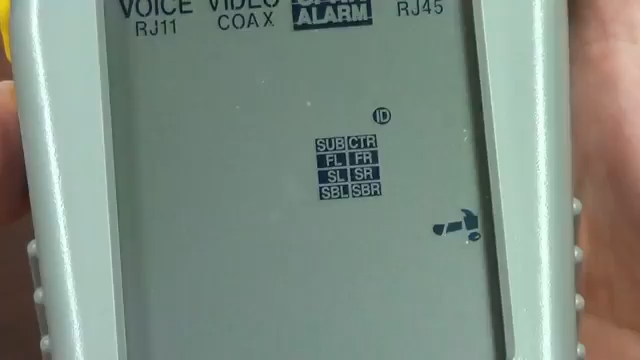 VOICE VIDEO ALARM RJ45
RJ11 COAX
ID
SUB CTR
FL FR
SL SR
SBL SBR